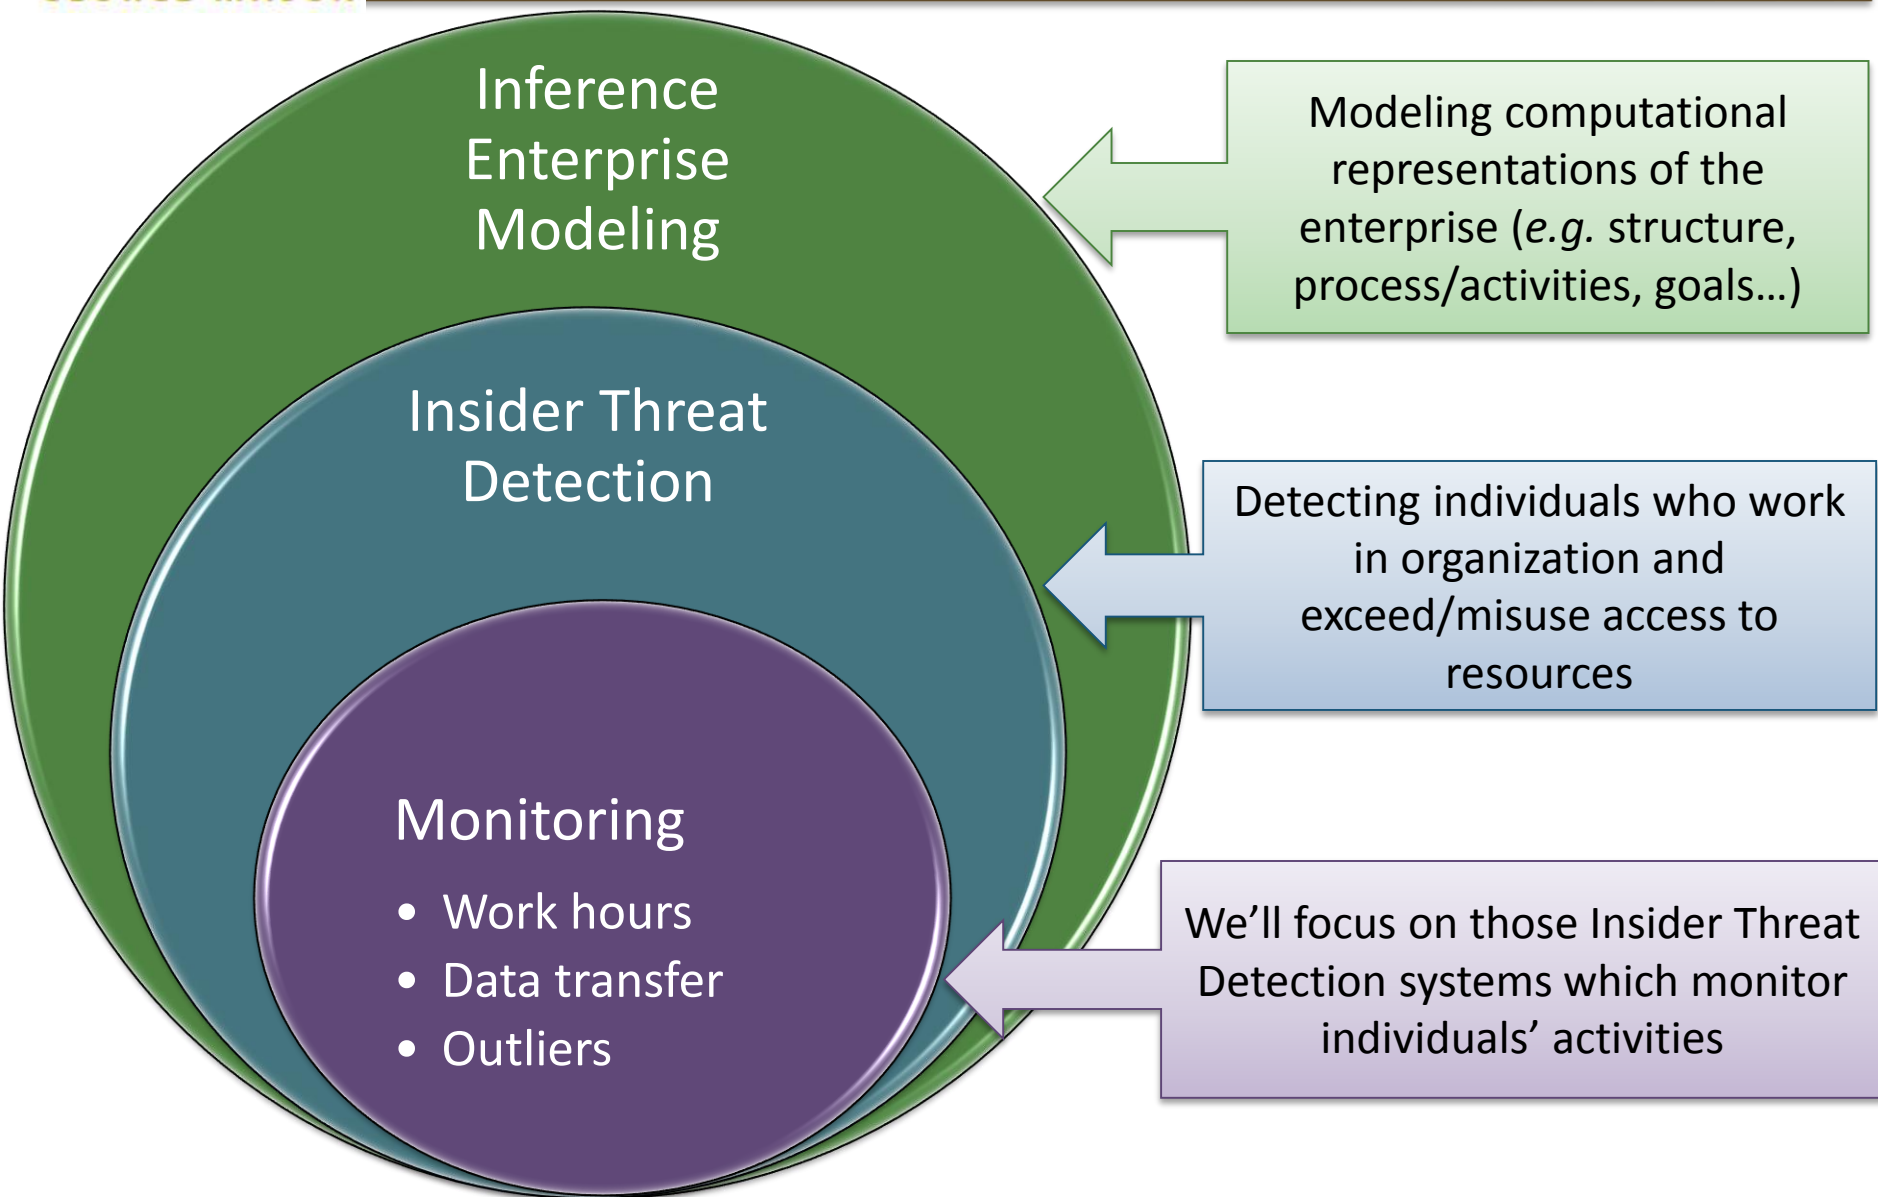 Inference
Enterprise
Modeling
Modeling computational
representations of the
enterprise (e.g. structure,
process/activities, goals…)
Insider Threat
Detection
Detecting individuals who work
in organization and
exceed/misuse access to
resources
Monitoring
• Work hours
• Data transfer
• Outliers
We’ll focus on those Insider Threat
Detection systems which monitor
individuals’ activities